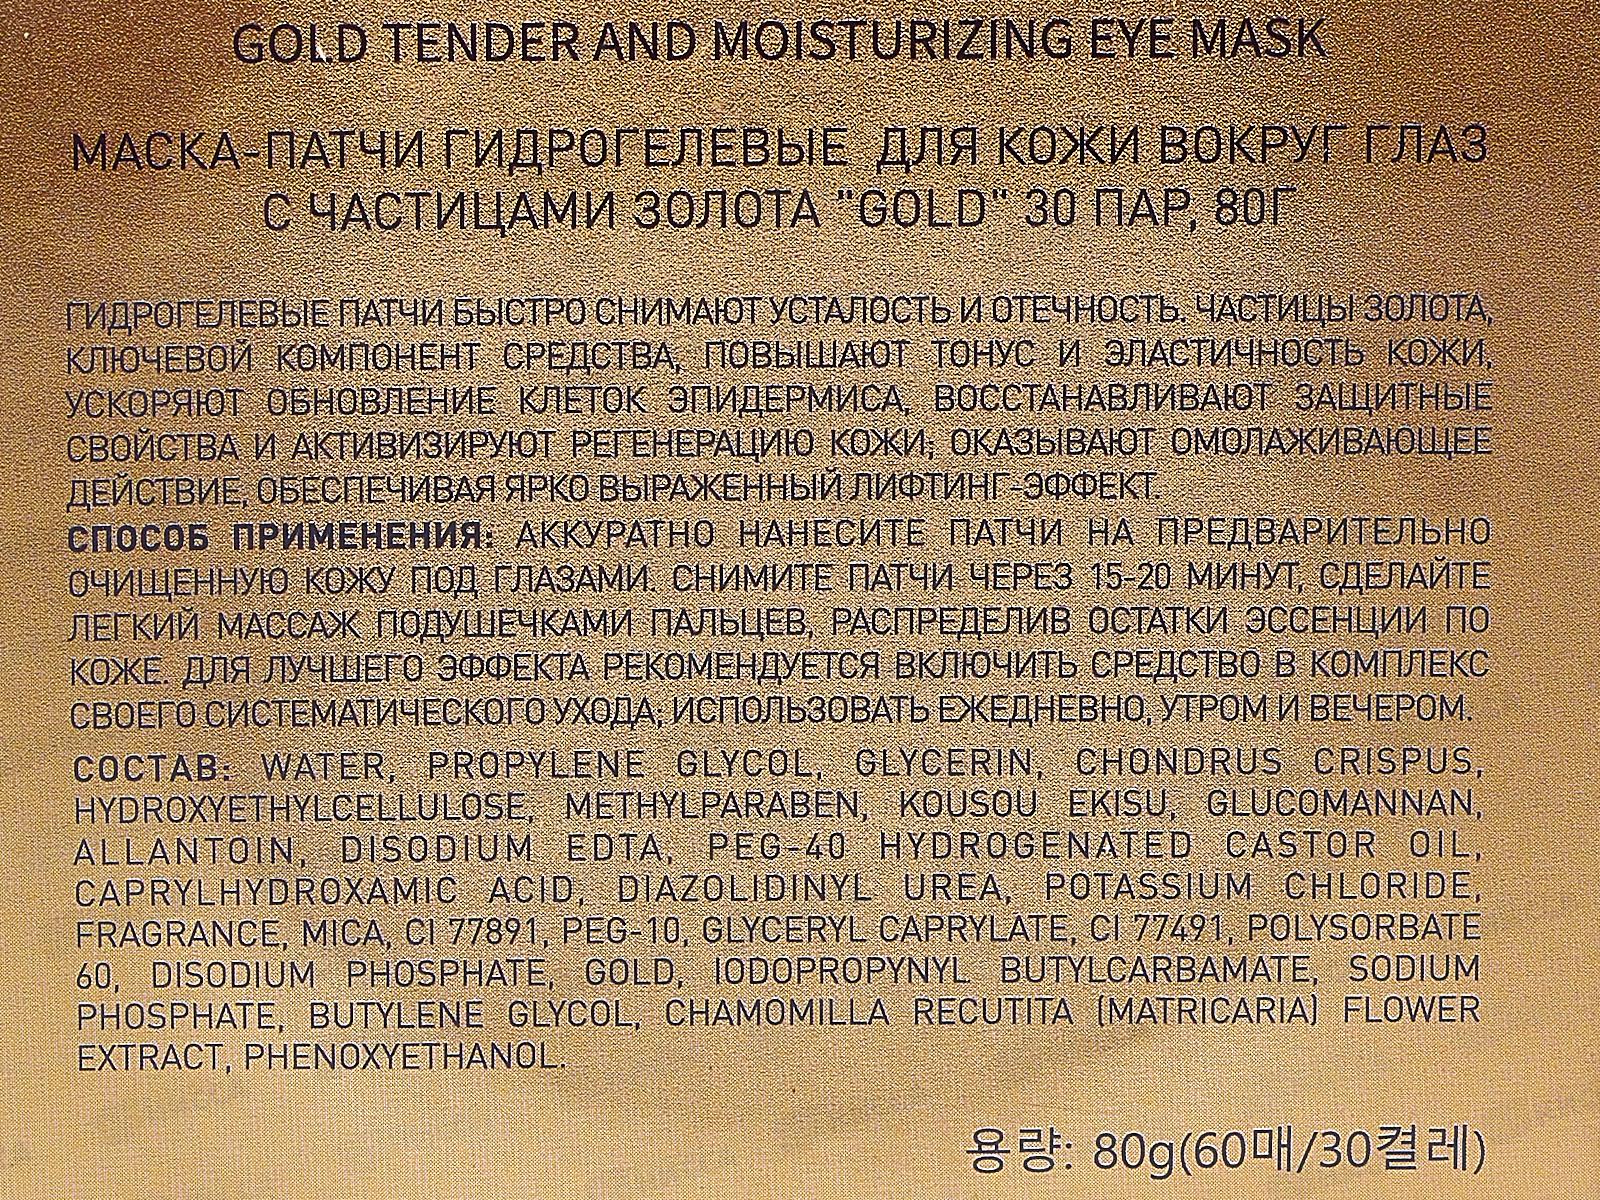 GOLD TENDER AND MOISTURIZING EYE MASK
МАСКА-ПАТЧИ ГИДРОГЕЛЕВЫЕ ДЛЯ КОЖИ ВОКРУГ ГЛАЗ
С ЧАСТИЦАМИ ЗОЛОТА "GOLD" 30 ПАР, 80Г
ГИДРОГЕЛЕВЫЕ ПАТЧИ БЫСТРО СНИМАЮТ УСТАЛОСТЬ И ОТЕЧНОСТЬ. ЧАСТИЦЫ ЗОЛОТА,
КЛЮЧЕВОЙ КОМПОНЕНТ СРЕДСТВА, ПОВЫШАЮТ ТОНУС И ЭЛАСТИЧНОСТЬ КОЖИ,
УСКОРЯЮТ ОБНОВЛЕНИЕ КЛЕТОК ЭПИДЕРМИСА, ВОССТАНАВЛИВАЮТ ЗАЩИТНЫЕ
СВОЙСТВА И АКТИВИЗИРУЮТ РЕГЕНЕРАЦИЮ КОЖИ; ОКАЗЫВАЮТ ОМОЛАЖИВАЮЩЕЕ
ДЕЙСТВИЕ, ОБЕСПЕЧИВАЯ ЯРКО ВЫРАЖЕННЫЙ ЛИФТИНГ-ЭФФЕКТ.
СПОСОБ ПРИМЕНЕНИЯ: АККУРАТНО НАНЕСИТЕ ПАТЧИ НА ПРЕДВАРИТЕЛЬНО
ОЧИЩЕННУЮ КОЖУ ПОД ГЛАЗАМИ. СНИМИТЕ ПАТЧИ ЧЕРЕЗ 15-20 МИНУТ, СДЕЛАЙТЕ
ЛЕГКИЙ МАССАЖ ПОДУШЕЧКАМИ ПАЛЬЦЕВ, РАСПРЕДЕЛИВ ОСТАТКИ ЭССЕНЦИИ ПО
КОЖЕ. ДЛЯ ЛУЧШЕГО ЭФФЕКТА РЕКОМЕНДУЕТСЯ ВКЛЮЧИТЬ СРЕДСТВО В КОМПЛЕКС
СВОЕГО СИСТЕМАТИЧЕСКОГО УХОДА; ИСПОЛЬЗОВАТЬ ЕЖЕДНЕВНО, УТРОМ И ВЕЧЕРОМ.
СОСТАВ: WATER, PROPYLENE GLYCOL, GLYCERIN, CHONDRUS CRISPUS,
HYDROXYETHYLCELLULOSE, METHYLPARABEN, KOUSOU EKISU, GLUCOMANNAN,
ALLANTOIN, DISODIUM EDTA, PEG-40 HYDROGENATED CASTOR OIL,
CAPRYLHYDROXAMIC ACID, DIAZOLIDINYL UREA, POTASSIUM CHLORIDE,
FRAGRANCE, MICA, CI 77891, PEG-10, GLYCERYL CAPRYLATE, CI 77491, POLYSORBATE
60, DISODIUM PHOSPHATE, GOLD, IODOPROPYNYL BUTYLCARBAMATE, SODIUM
PHOSPHATE, BUTYLENE GLYCOL, CHAMOMILLA RECUTITA (MATRICARIA) FLOWER
EXTRACT, PHENOXYETHANOL.
용량: 80g(60매/30켤레)